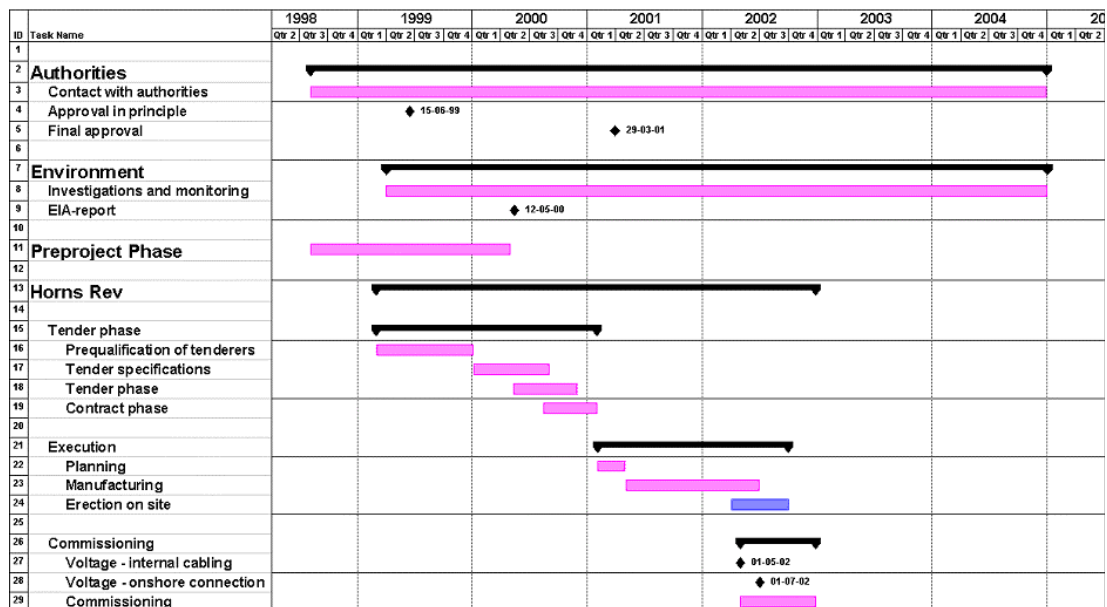 1998 1999 2000 2001 2002 2003 2004 20
ID Task Name Qtr 2 Qtr 3 Qtr 4 Qtr 1 Qtr 2 Qtr 3 Qtr 4 Qtr 1 Qtr 2 Qtr 3 Qtr 4 Qtr 1 Qtr 2 Qtr 3 Qtr 4 Qtr 1 Qtr 2 Qtr 3 Qtr 4 Qtr 1 Qtr 2 Qtr 3 Qtr 4 Qtr 1 Qtr 2 Qtr 3 Qtr 4 Qtr 1 Qtr 2
1
2 Authorities
3 Contact with authorities
4 Approval in principle 15-06-99
5 Final approval 29-03-01
6
7 Environment
8 Investigations and monitoring
9 EIA-report 12-05-00
10
11 Preproject Phase
12
13 Horns Rev
14
15 Tender phase
16 Prequalification of tenderers
17 Tender specifications
18 Tender phase
19 Contract phase
20
21 Execution
22 Planning
23 Manufacturing
24 Erection on site
25
26 Commissioning
27 Voltage - internal cabling 01-05-02
28 Voltage - onshore connection 01-07-02
29 Commissioning